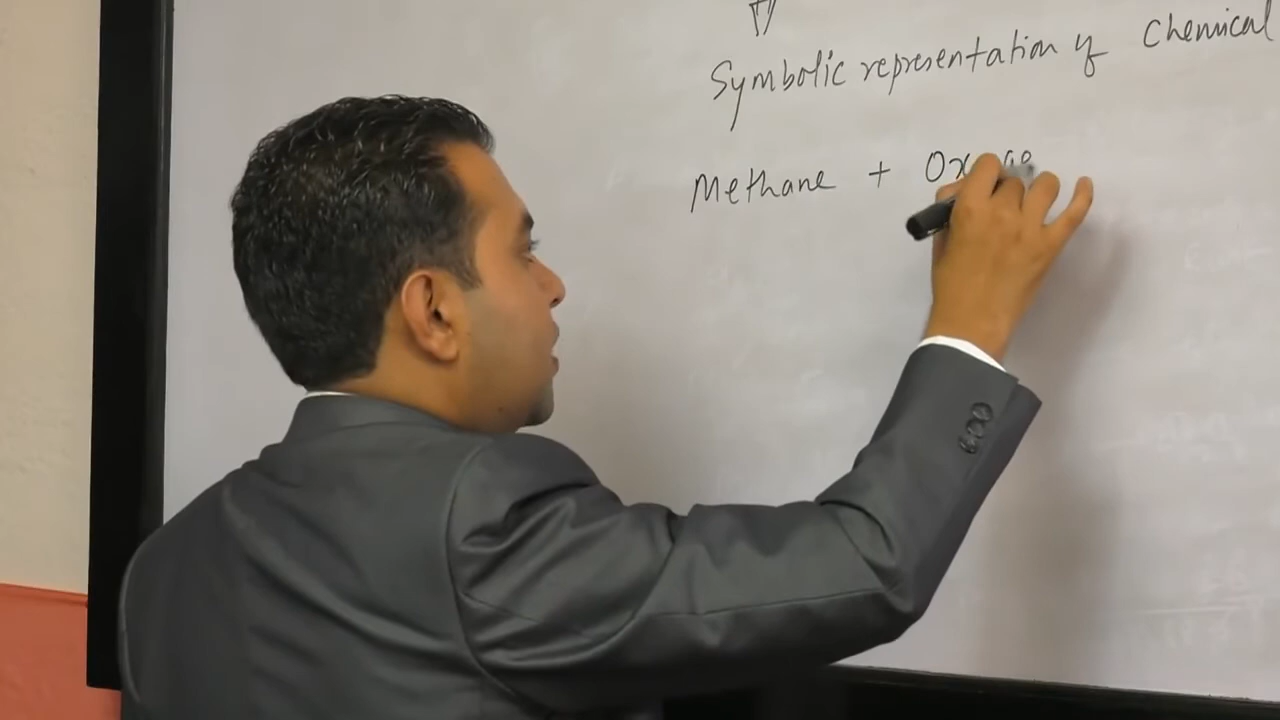 Symbolic representation of Chemical
Methane +